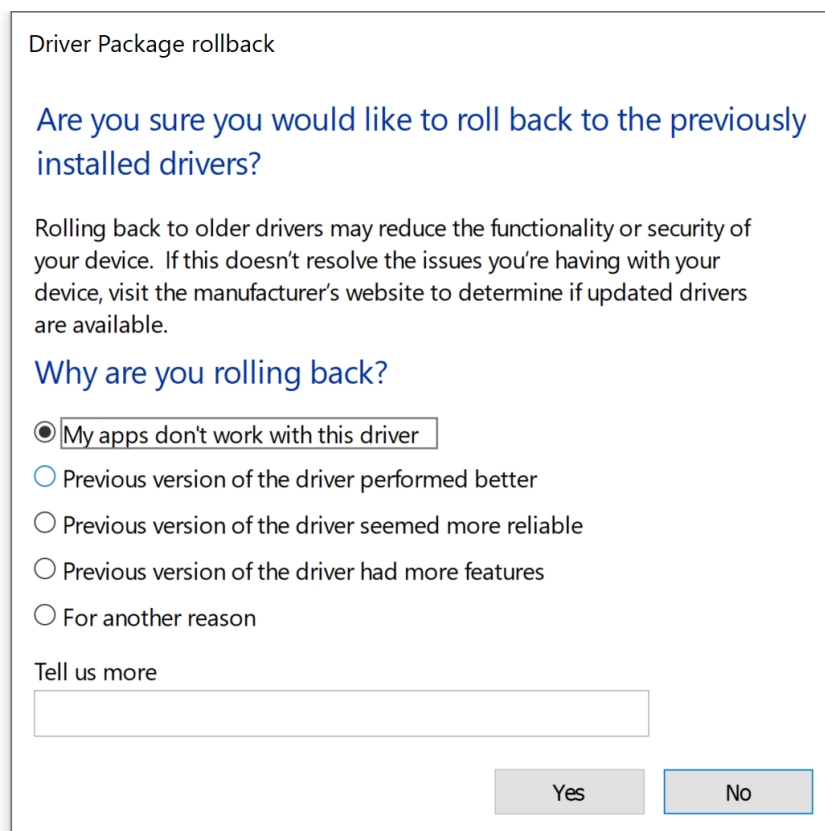 Driver Package rollback
Are you sure you would like to roll back to the previously
installed drivers?
Rolling back to older drivers may reduce the functionality or security of
your device.  If this doesn’t resolve the issues you’re having with your
device, visit the manufacturer’s website to determine if updated drivers
are available.
Why are you rolling back?
My apps don't work with this driver
Previous version of the driver performed better
Previous version of the driver seemed more reliable
Previous version of the driver had more features
For another reason
Tell us more
Yes No